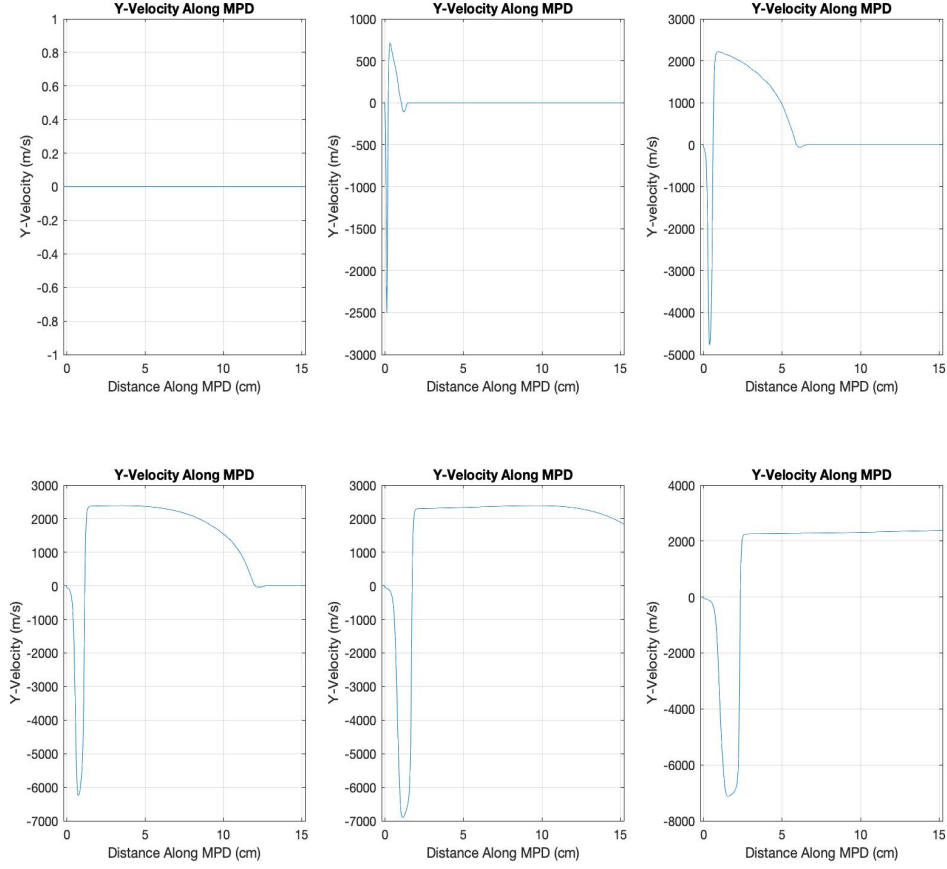 Y-Velocity Along MPD
Y-Velocity (m/s)
1
0.8
0.6
0.4
0.2
0
-0.2
-0.4
-0.6
-0.8
-1
0 5 10 15
Distance Along MPD (cm)
Y-Velocity Along MPD
Y-Velocity (m/s)
1000
500
0
-500
-1000
-1500
-2000
-2500
-3000
0 5 10 15
Distance Along MPD (cm)
Y-Velocity Along MPD
Y-velocity (m/s)
3000
2000
1000
0
-1000
-2000
-3000
-4000
-5000
0 5 10 15
Distance Along MPD (cm)
Y-Velocity Along MPD
Y-Velocity (m/s)
3000
2000
1000
0
-1000
-2000
-3000
-4000
-5000
-6000
-7000
0 5 10 15
Distance Along MPD (cm)
Y-Velocity Along MPD
Y-Velocity (m/s)
3000
2000
1000
0
-1000
-2000
-3000
-4000
-5000
-6000
-7000
0 5 10 15
Distance Along MPD (cm)
Y-Velocity Along MPD
Y-Velocity (m/s)
4000
2000
0
-2000
-4000
-6000
-8000
0 5 10 15
Distance Along MPD (cm)